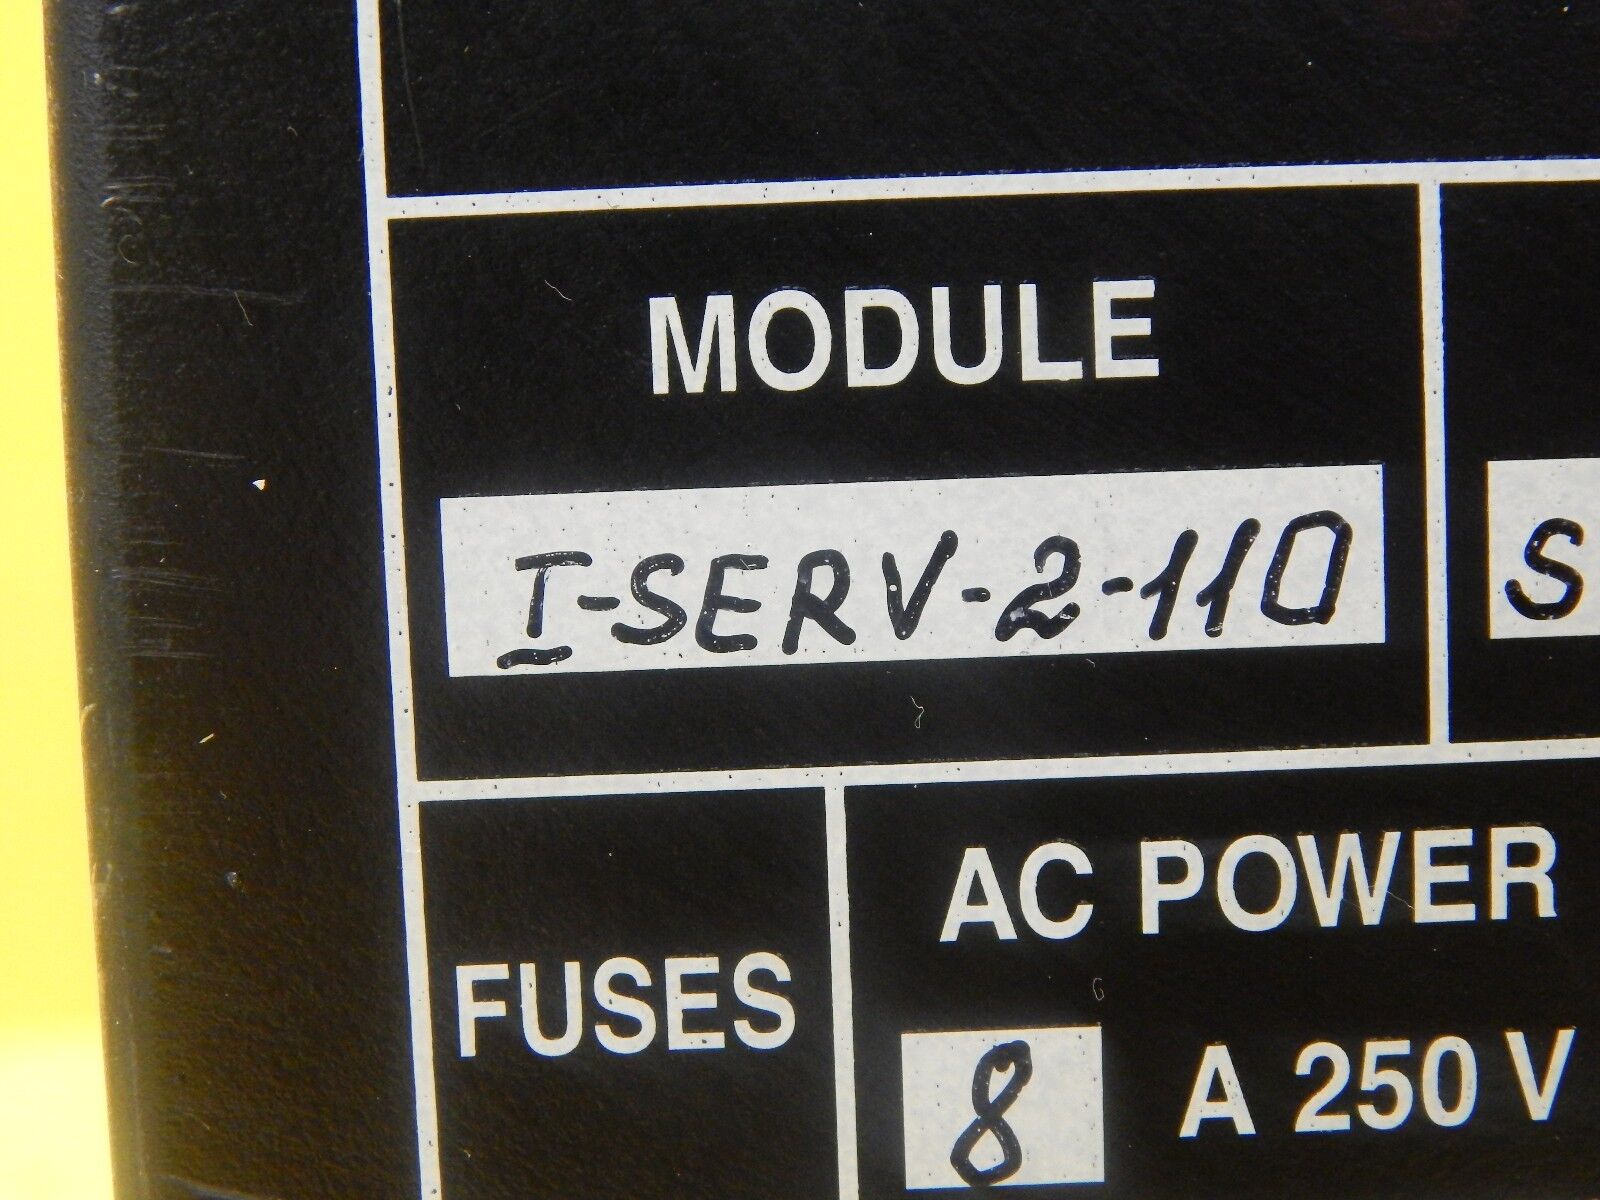 MODULE
I-SERV-2-110
S
FUSES
AC POWER
8 A 250 V